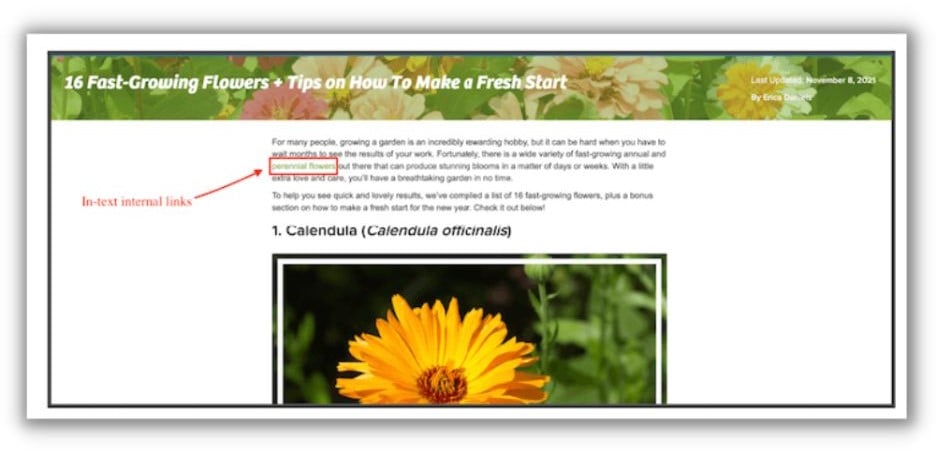 16 Fast-Growing Flowers + Tips on How To Make a Fresh Start
Last Updated: November 8, 2021
By Erica Daniels
For many people, growing a garden is an incredibly rewarding hobby, but it can be hard when you have to
wait months to see the results of your work. Fortunately, there is a wide variety of fast-growing annual and
perennial flowers out there that can produce stunning blooms in a matter of days or weeks. With a little
extra love and care, you'll have a breathtaking garden in no time.
In-text internal links
To help you see quick and lovely results, we've compiled a list of 16 fast-growing flowers, plus a bonus
section on how to make a fresh start for the new year. Check it out below!
1. Calendula (Calendula officinalis)